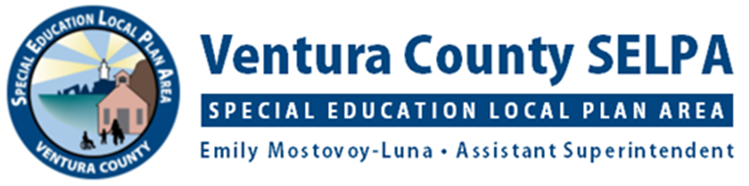 SPECIAL EDUCATION LOCAL PLAN AREA
VENTURA COUNTY
Ventura County SELPA
SPECIAL EDUCATION LOCAL PLAN AREA
Emily Mostovoy-Luna • Assistant Superintendent